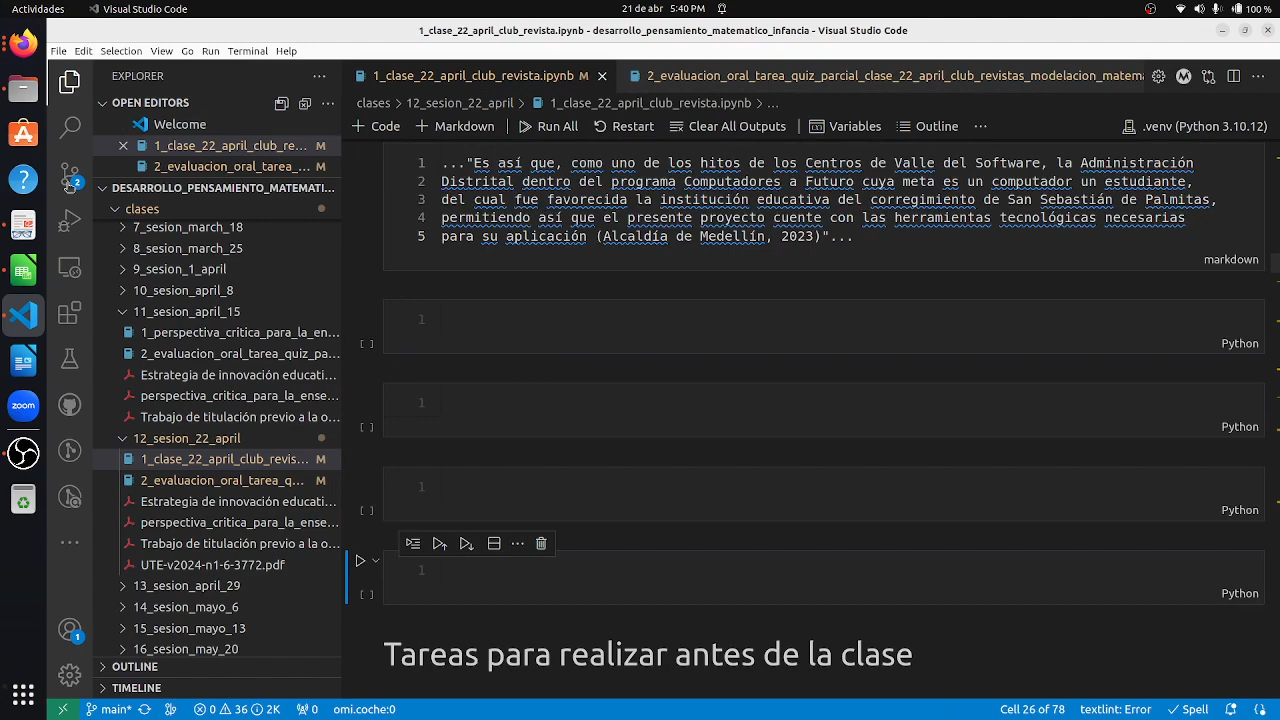 Actividades
Visual Studio Code
21 de abr 5:40 PM
100 %
1_clase_22_april_club_revista.ipynb - desarrollo_pensamiento_matematico_infancia - Visual Studio Code
File Edit Selection View Go Run Terminal Help
EXPLORER
OPEN EDITORS
Welcome
1_clase_22_april_club_re... M
2_evaluacion_oral_tarea_... M
DESARROLLO_PENSAMIENTO_MATEMATI...
clases
7_sesion_march_18
8_sesion_march_25
9_sesion_1_april
10_sesion_april_8
11_sesion_april_15
1_perspectiva_critica_para_la_en...
2_evaluacion_oral_tarea_quiz_pa...
Estrategia de innovación educati...
perspectiva_critica_para_la_ense...
Trabajo de titulación previo a la o...
12_sesion_22_april
1_clase_22_april_club_revis... M
2_evaluacion_oral_tarea_q... M
Estrategia de innovación educati...
perspectiva_critica_para_la_ense...
Trabajo de titulación previo a la o...
UTE-v2024-n1-6-3772.pdf
13_sesion_april_29
14_sesion_mayo_6
15_sesion_mayo_13
16_sesion_may_20
OUTLINE
TIMELINE
2
1
zoom
1_clase_22_april_club_revista.ipynb M
2_evaluacion_oral_tarea_quiz_parcial_clase_22_april_club_revistas_modelacion_matema
clases > 12_sesion_22_april > 1_clase_22_april_club_revista.ipynb > ...
+ Code + Markdown Run All Restart Clear All Outputs Variables Outline ... .venv (Python 3.10.12)
1 ..."Es así que, como uno de los hitos de los Centros de Valle del Software, la Administración
2 Distrital dentro del programa Computadores a Futuro cuya meta es un computador un estudiante,
3 del cual fue favorecida la institución educativa del corregimiento de San Sebastián de Palmitas,
4 permitiendo así que el presente proyecto cuente con las herramientas tecnológicas necesarias
5 para su aplicación (Alcaldía de Medellín, 2023)"...
markdown
1
[ ] Python
1
[ ] Python
1
[ ] Python
1
[ ] Python
Tareas para realizar antes de la clase
main* 0 36 2K 0 omi.coche:0 Cell 26 of 78 textlint: Error Spell